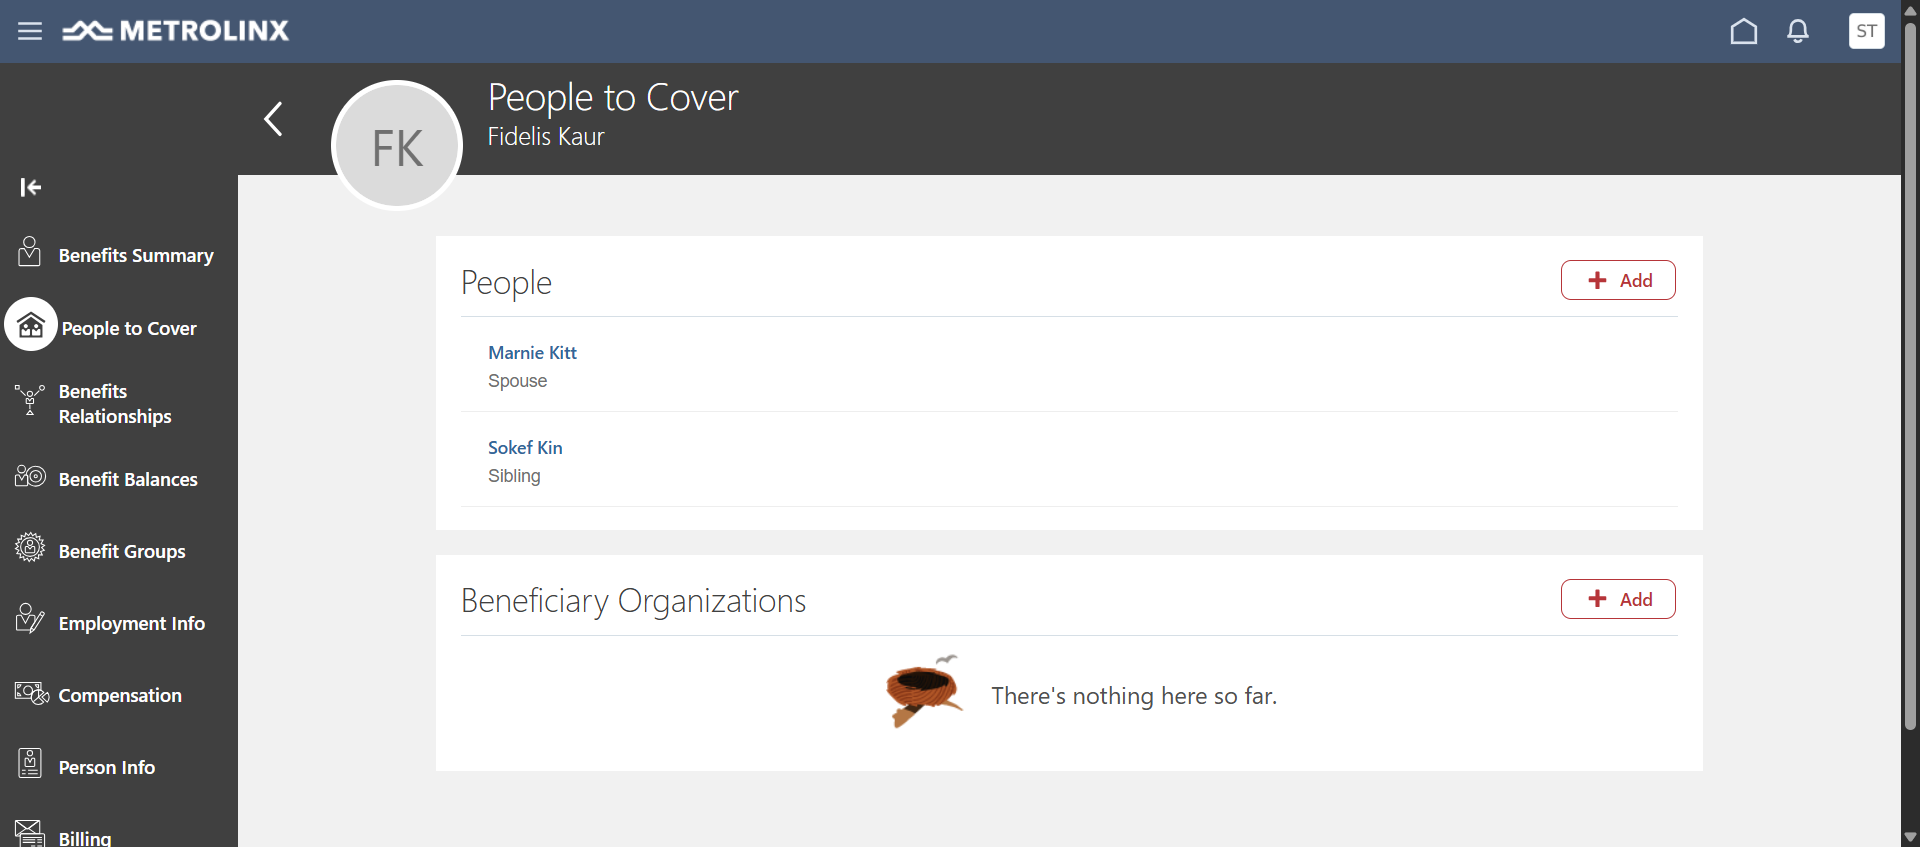 METROLINX
ST
People to Cover
Fidelis Kaur
FK
Benefits Summary
People to Cover
Benefits
Relationships
Benefit Balances
Benefit Groups
Employment Info
Compensation
Person Info
Billing
People
Add
Marnie Kitt
Spouse
Sokef Kin
Sibling
Beneficiary Organizations
Add
There's nothing here so far.